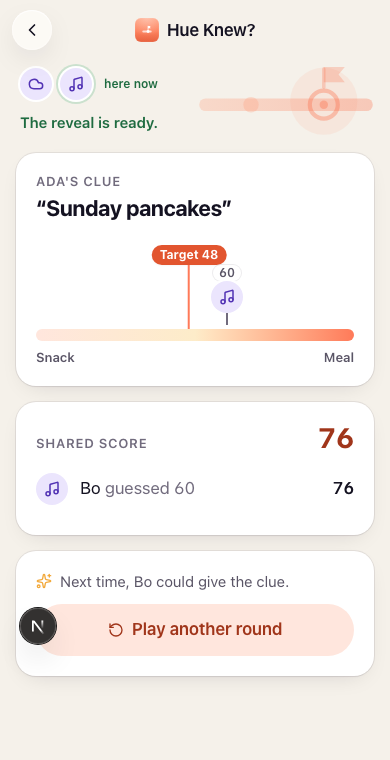 Hue Knew?
here now
The reveal is ready.
ADA'S CLUE
“Sunday pancakes”
Target 48
60
Snack Meal
SHARED SCORE 76
Bo guessed 60 76
Next time, Bo could give the clue.
N
Play another round